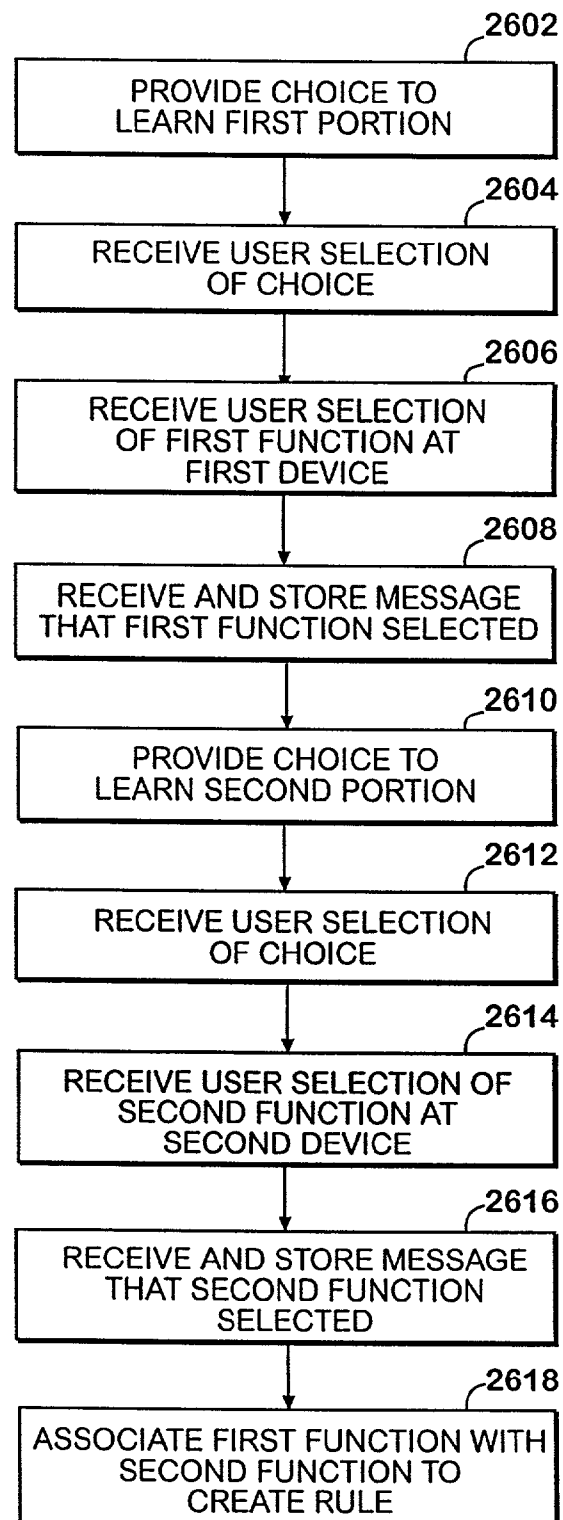 2602
PROVIDE CHOICE TO
LEARN FIRST PORTION
2604
RECEIVE USER SELECTION
OF CHOICE
2606
RECEIVE USER SELECTION
OF FIRST FUNCTION AT
FIRST DEVICE
2608
RECEIVE AND STORE MESSAGE
THAT FIRST FUNCTION SELECTED
2610
PROVIDE CHOICE TO
LEARN SECOND PORTION
2612
RECEIVE USER SELECTION
OF CHOICE
2614
RECEIVE USER SELECTION OF
SECOND FUNCTION AT
SECOND DEVICE
2616
RECEIVE AND STORE MESSAGE
THAT SECOND FUNCTION
SELECTED
2618
ASSOCIATE FIRST FUNCTION WITH
SECOND FUNCTION TO
CREATE RULE